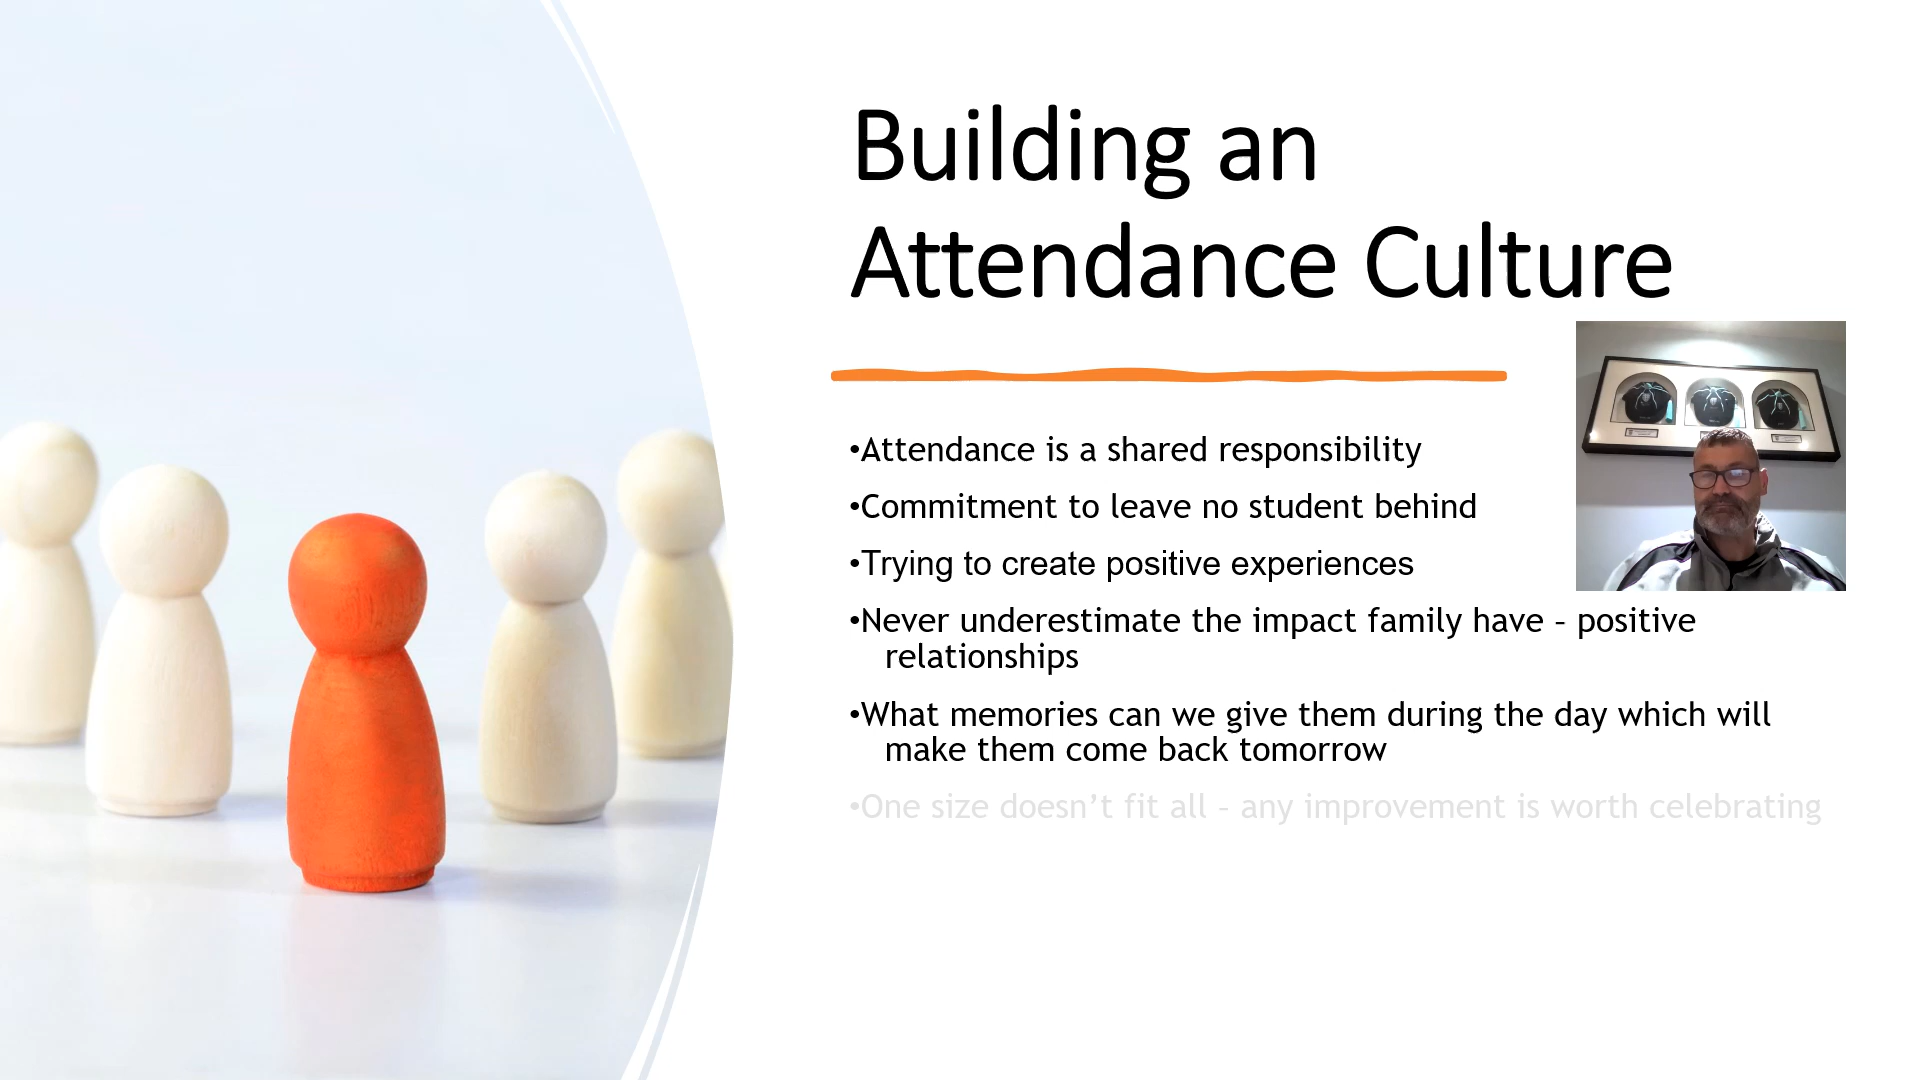 Building an
Attendance Culture
•Attendance is a shared responsibility
•Commitment to leave no student behind
•Trying to create positive experiences
•Never underestimate the impact family have – positive
relationships
•What memories can we give them during the day which will
make them come back tomorrow
•One size doesn’t fit all – any improvement is worth celebrating